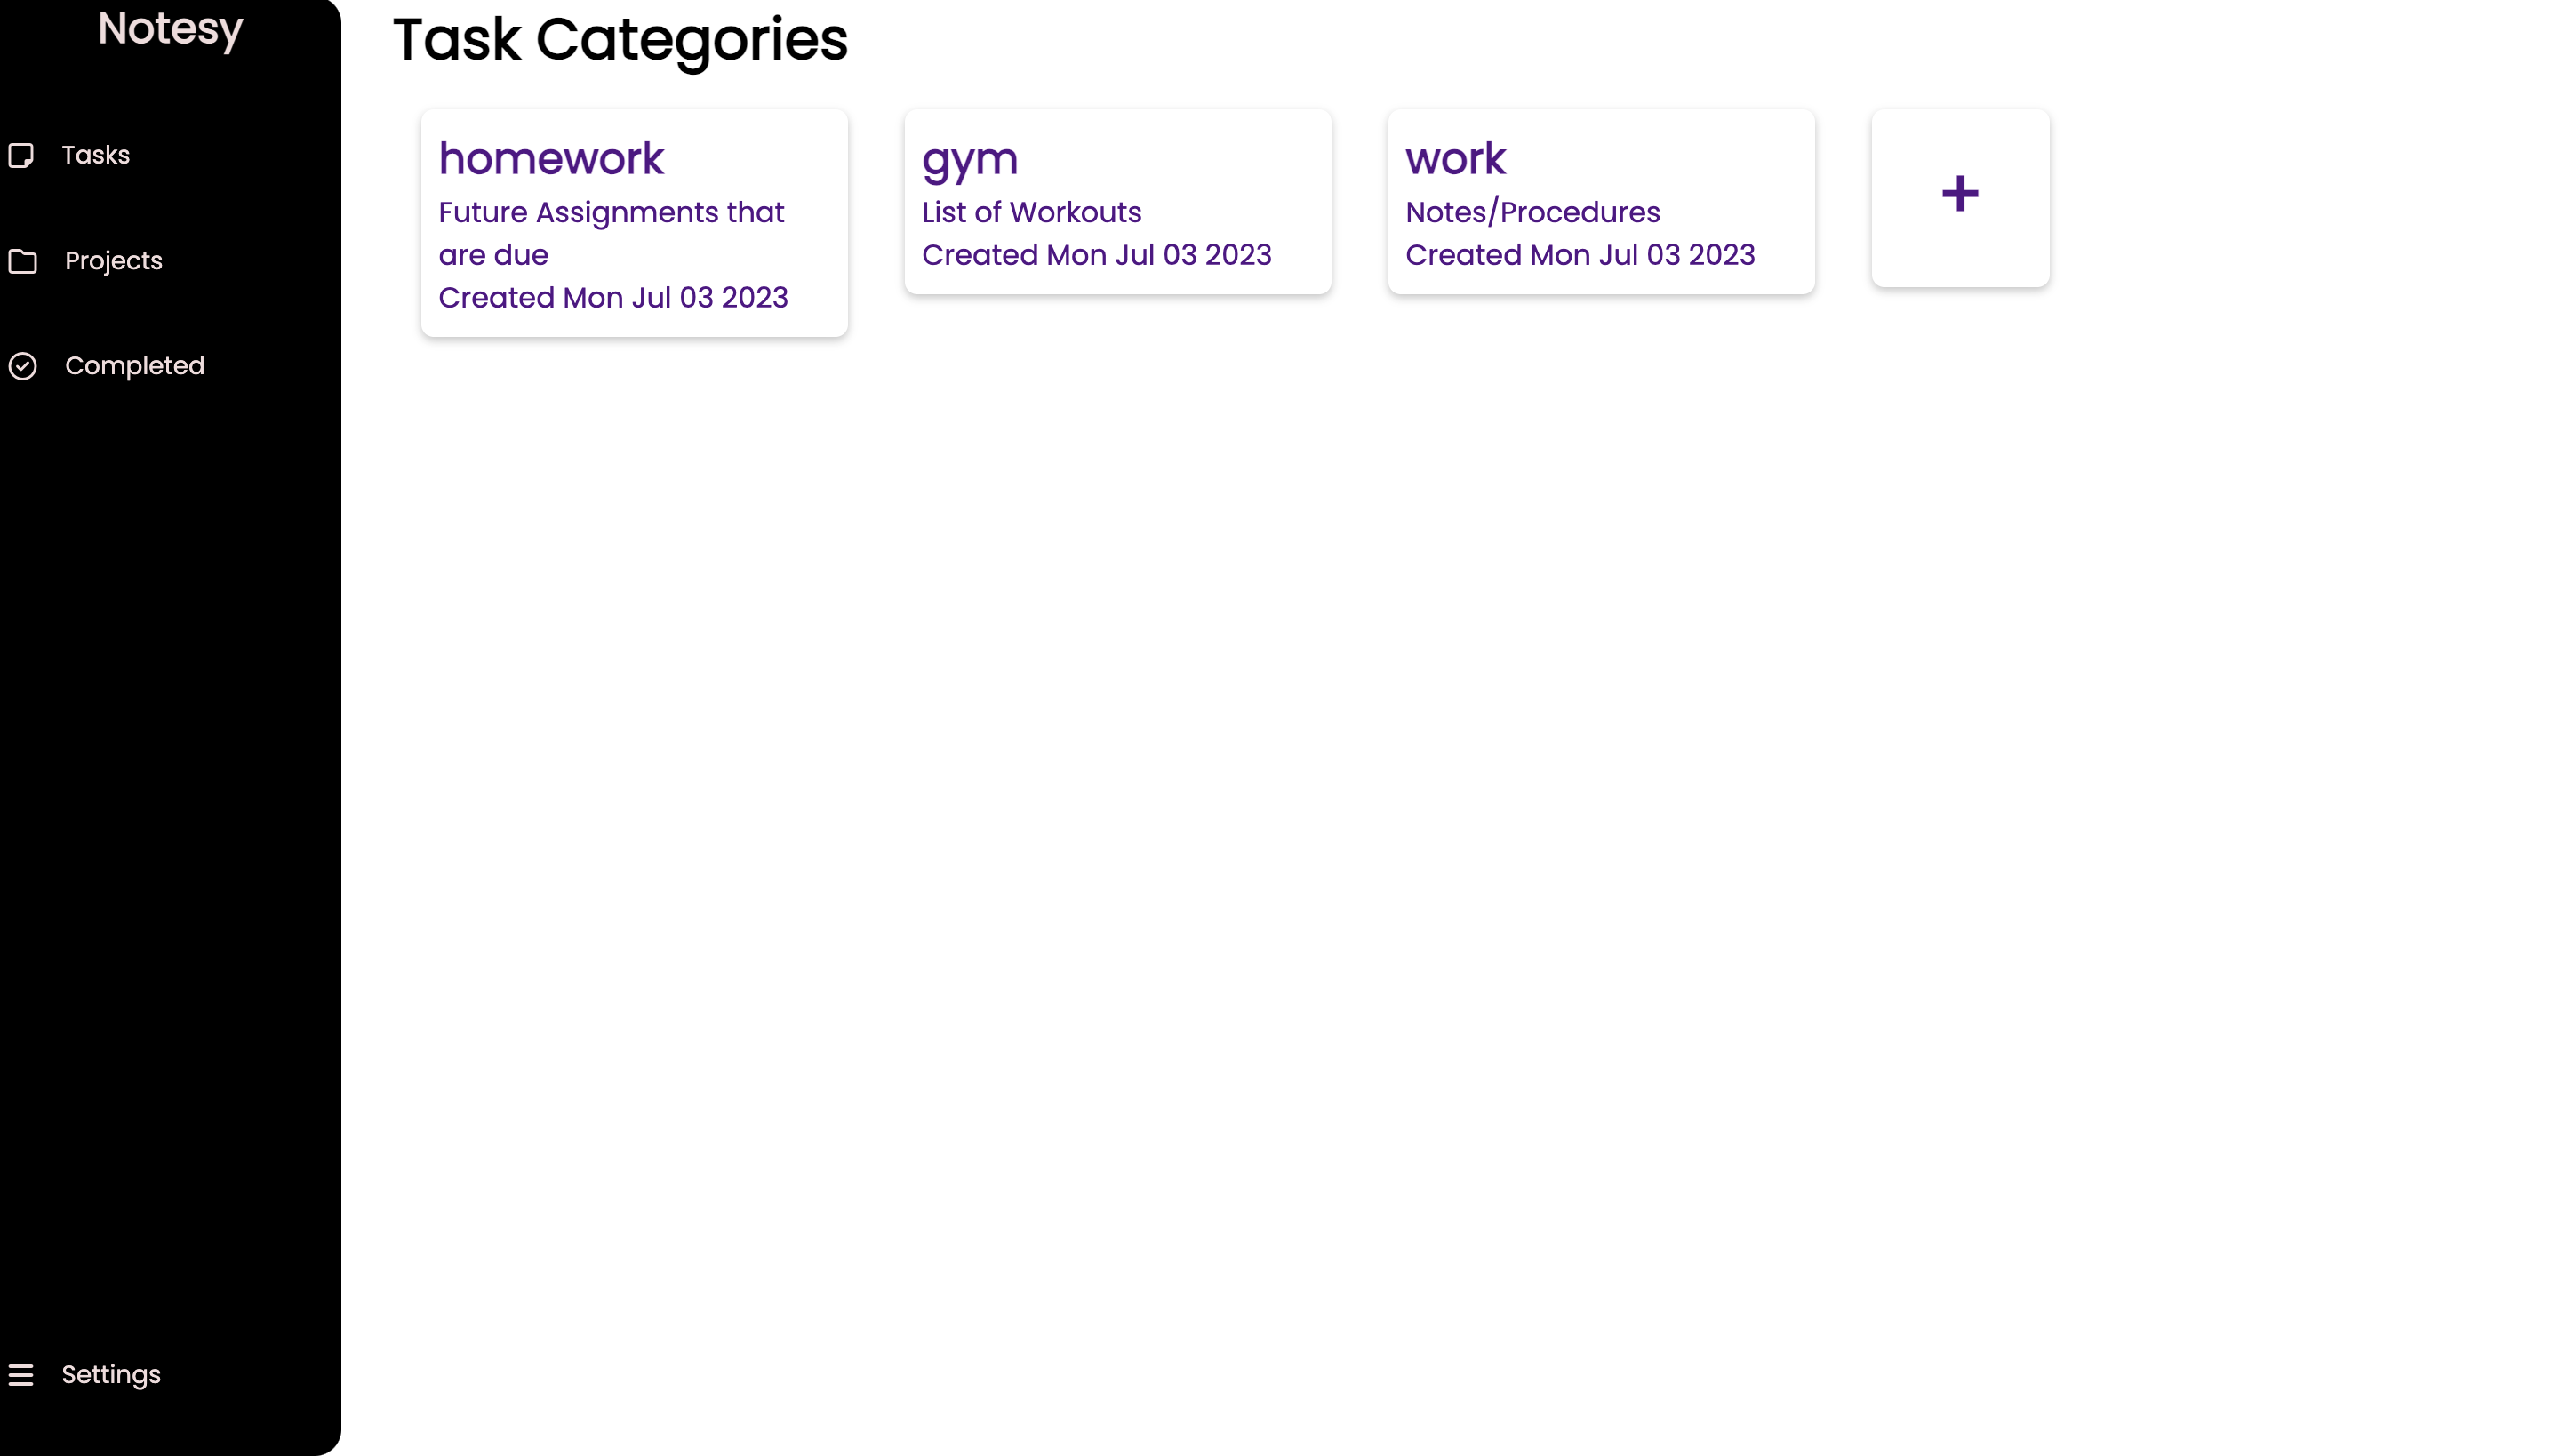 Notesy
Tasks
Projects
Completed
Settings
Task Categories
homework
Future Assignments that
are due
Created Mon Jul 03 2023
gym
List of Workouts
Created Mon Jul 03 2023
work
Notes/Procedures
Created Mon Jul 03 2023
+